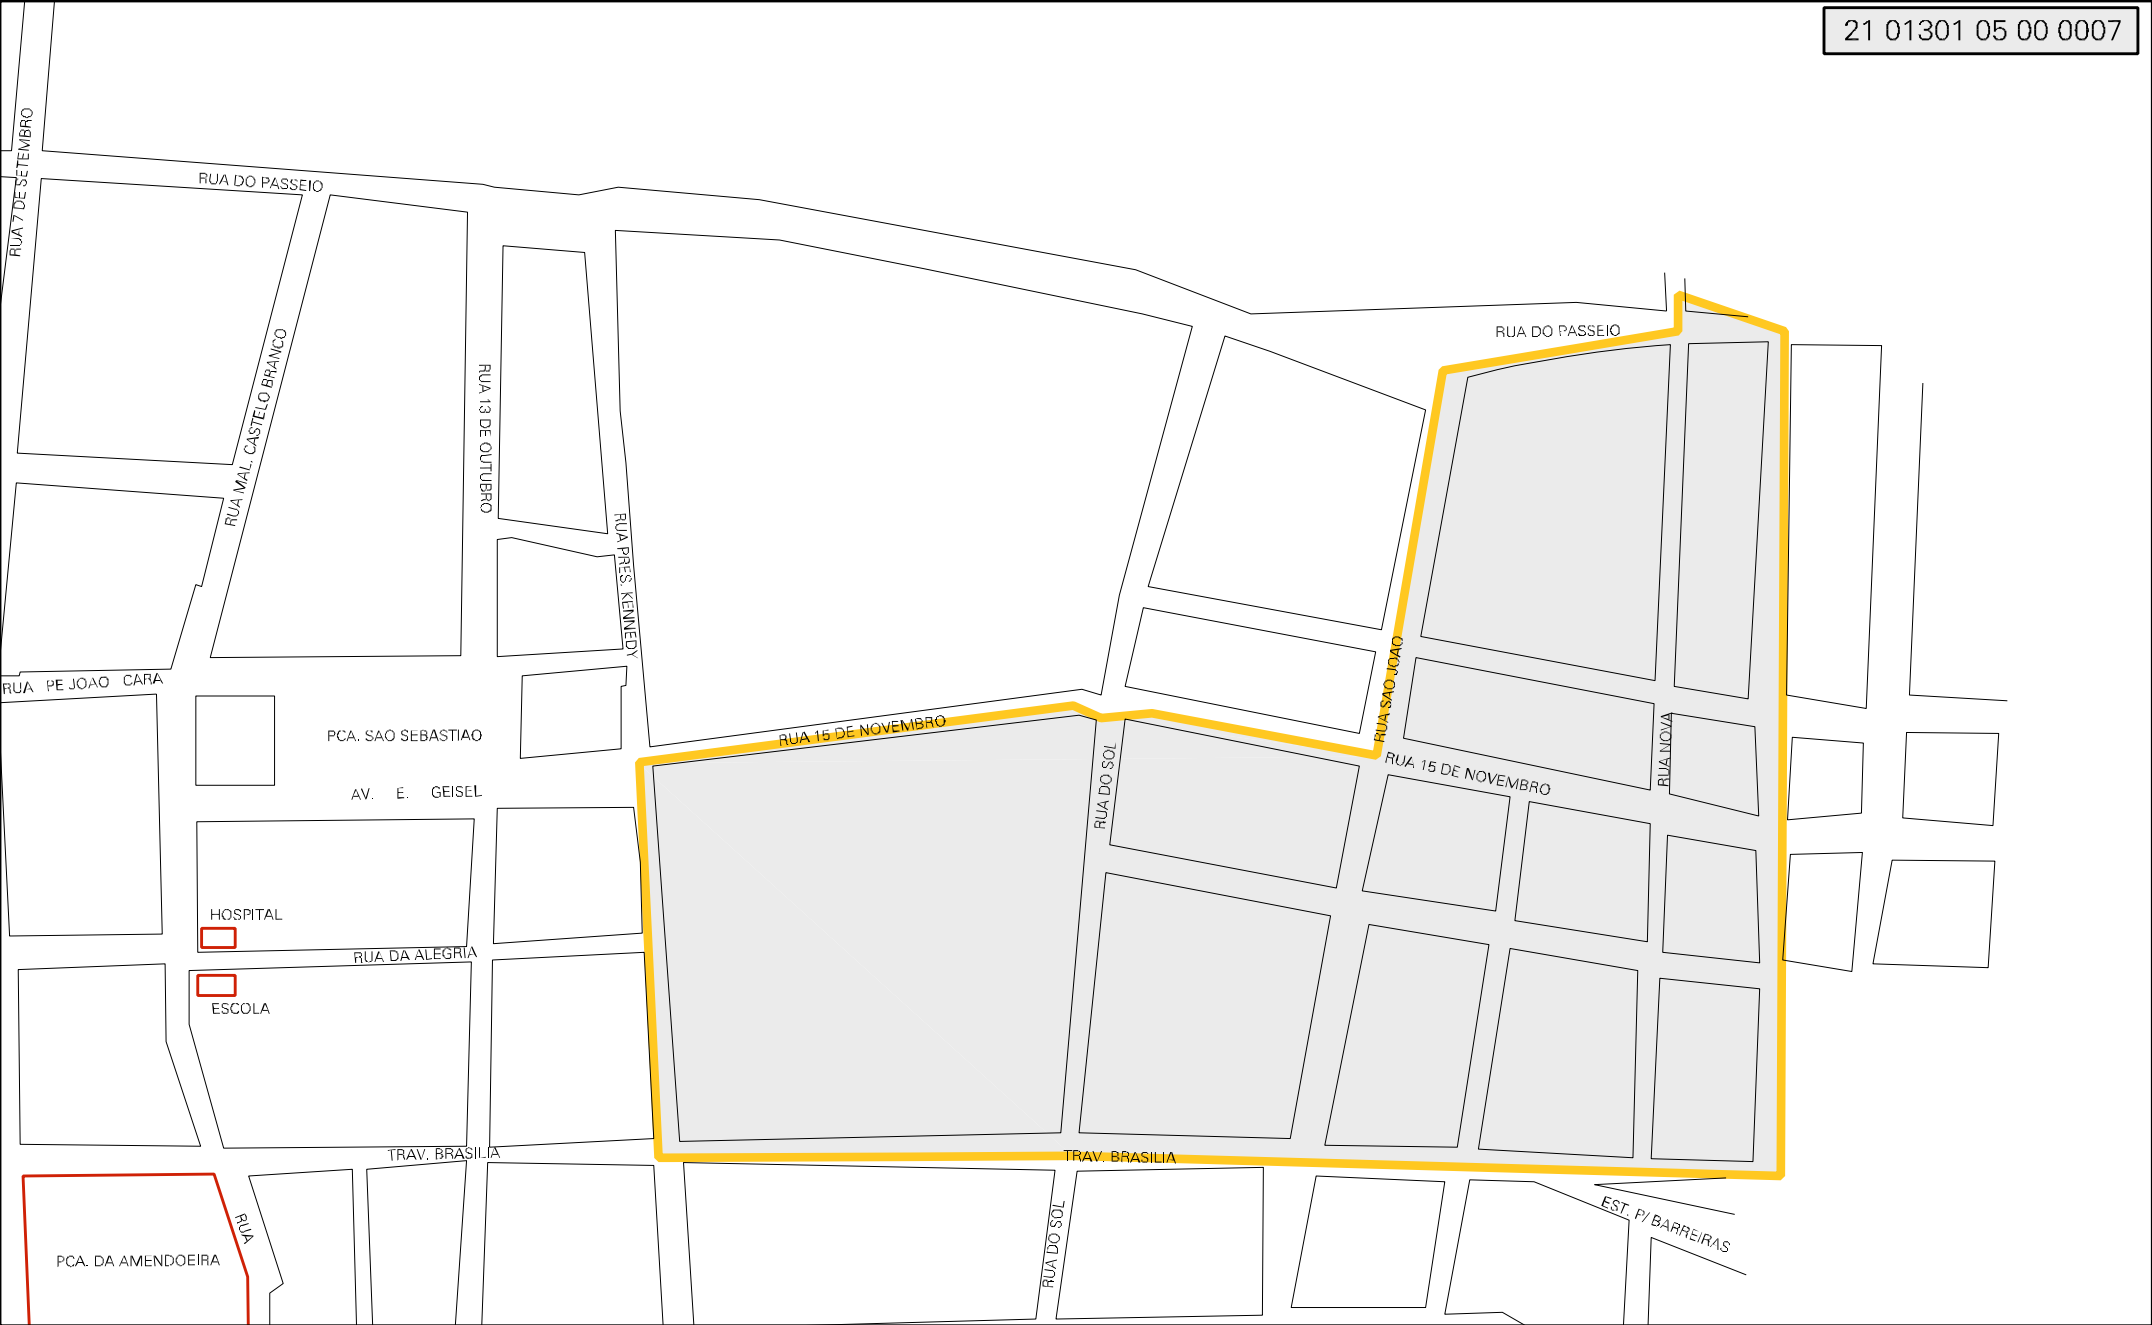 21 01301 05 00 0007
RUA 7 DE SETEMBRO
RUA DO PASSEIO
RUA DO PASSEIO
RUA MAL. CASTELO BRANCO
RUA 13 DE OUTUBRO
RUA PRES. KENNEDY
RUA SAO JOAO
RUA PE JOAO CARA
PCA. SAO SEBASTIAO
RUA 15 DE NOVEMBRO
RUA NOVA
RUA DO SOL
RUA 15 DE NOVEMBRO
AV. E. GEISEL
HOSPITAL
RUA DA ALEGRIA
ESCOLA
TRAV. BRASILIA
TRAV. BRASILIA
RUA
RUA DO SOL
EST. P/ BARREIRAS
PCA. DA AMENDOEIRA